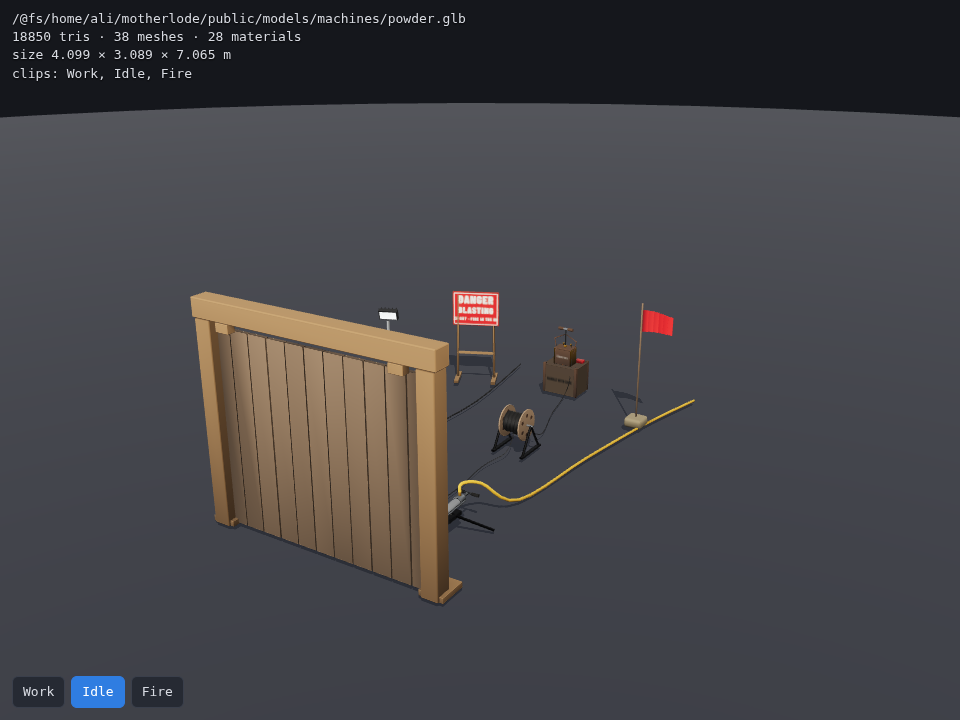 /@fs/home/ali/motherlode/public/models/machines/powder.glb
18850 tris · 38 meshes · 28 materials
size 4.099 × 3.089 × 7.065 m
clips: Work, Idle, Fire
DANGER
BLASTING
Work
Idle
Fire